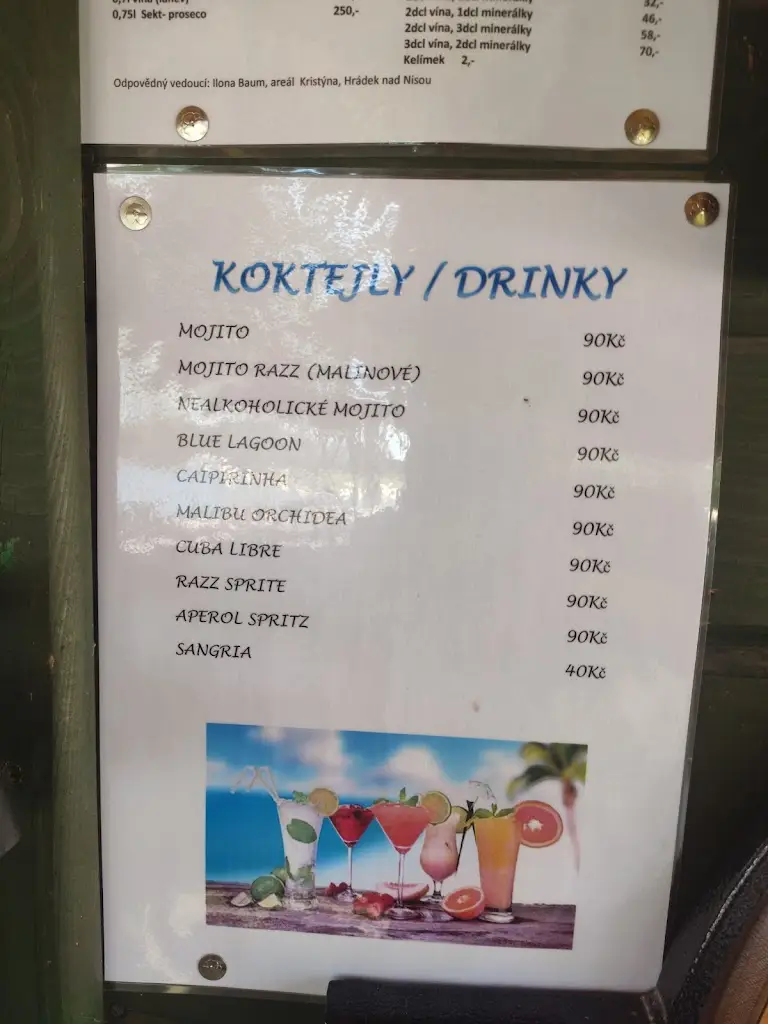 0,75l Sekt- proseco 250,-
2dcl vína, 1dcl minerálky 46,-
2dcl vína, 3dcl minerálky 58,-
3dcl vína, 2dcl minerálky 70,-
Kelímek 2,-
Odpovědný vedoucí: Ilona Baum, areál Kristýna, Hrádek nad Nisou
KOKTEJLY / DRINKY
MOJITO 90Kč
MOJITO RAZZ (MALINOVÉ) 90Kč
NEALKOHOLICKÉ MOJITO 90Kč
BLUE LAGOON 90Kč
CAIPIRINHA 90Kč
MALIBU ORCHIDEA 90Kč
CUBA LIBRE 90Kč
RAZZ SPRITE 90Kč
APEROL SPRITZ 90Kč
SANGRIA 40Kč